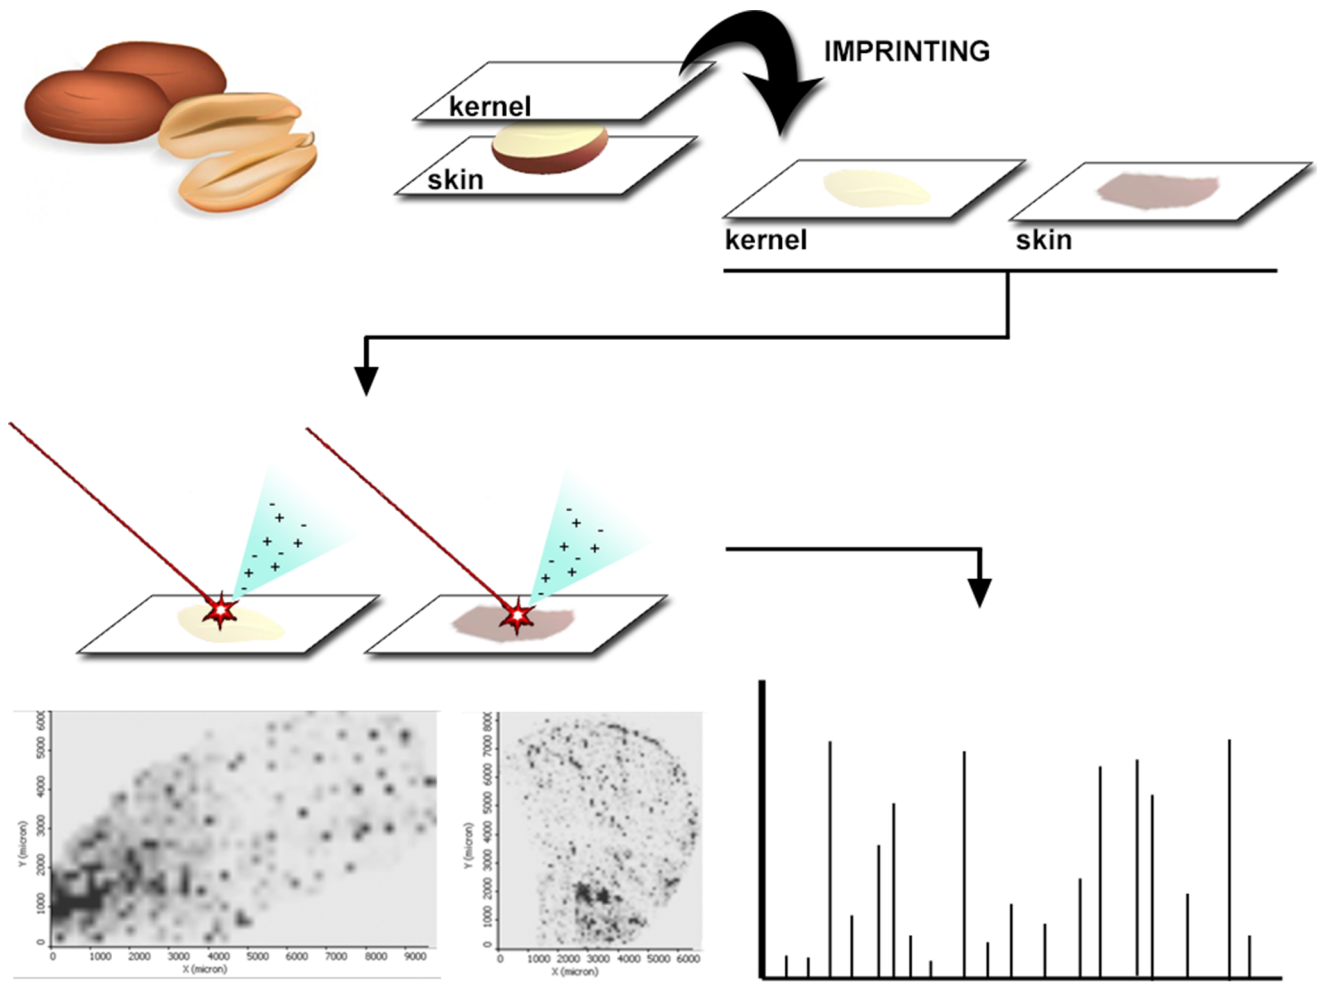 IMPRINTING
kernel
skin
kernel
skin
- + - + + - - + + -
- + - + + - - + + -
Y (micron)
6000
5000
4000
3000
2000
1000
0
0 1000 2000 3000 4000 5000 6000 7000 8000 9000
X (micron)
Y (micron)
8000
7000
6000
5000
4000
3000
2000
1000
0
0 1000 2000 3000 4000 5000 6000
X (micron)